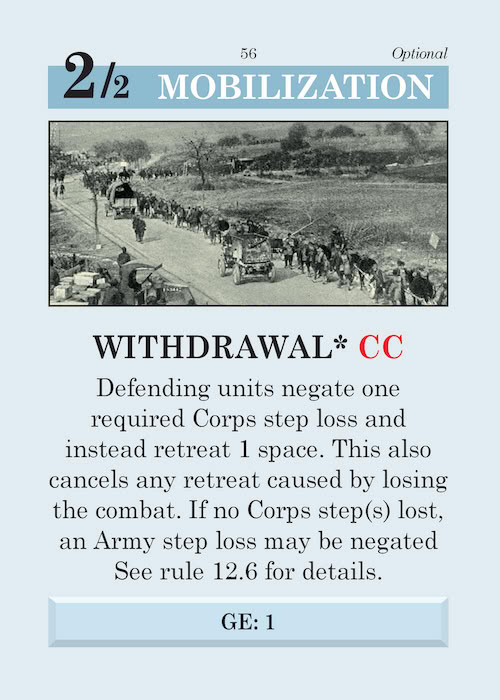 56
Optional
2/2 MOBILIZATION
WITHDRAWAL* CC
Defending units negate one
required Corps step loss and
instead retreat 1 space. This also
cancels any retreat caused by losing
the combat. If no Corps step(s) lost,
an Army step loss may be negated
See rule 12.6 for details.
GE: 1